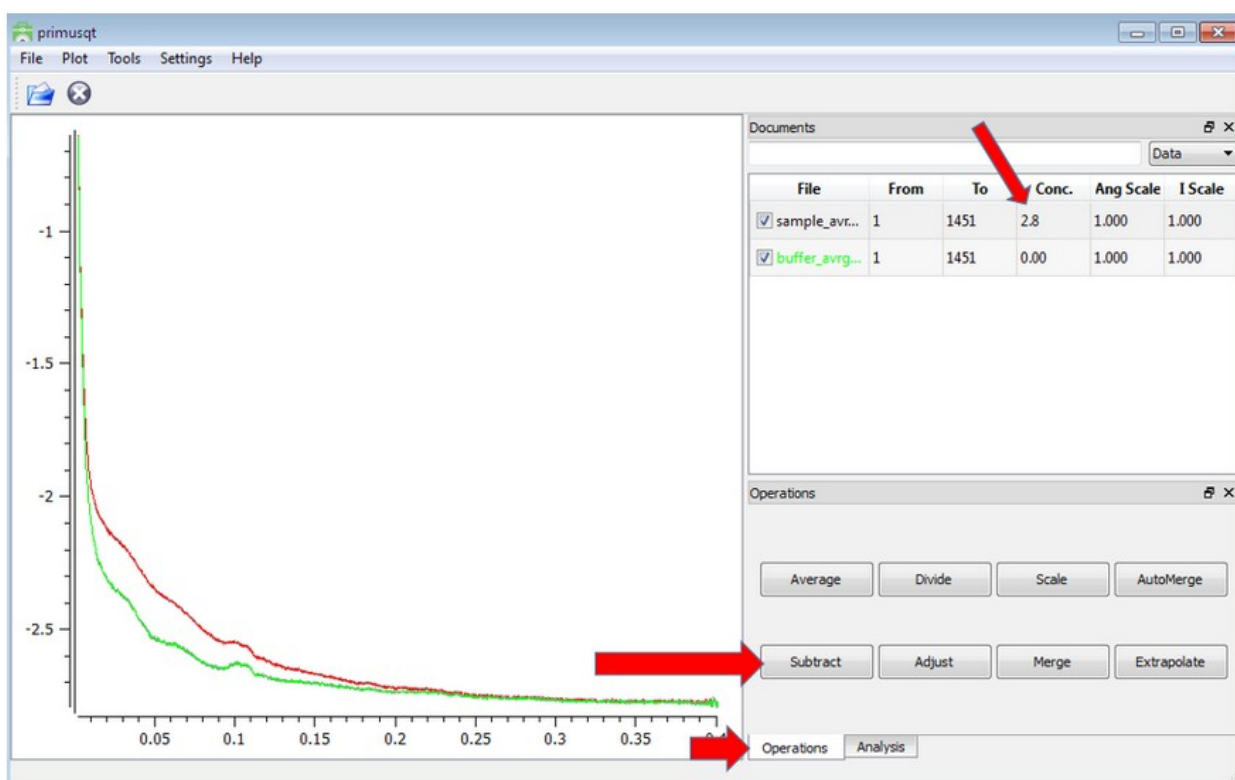 primusqt
File Plot Tools Settings Help
Documents
Data
File From To Conc. Ang Scale I Scale
sample_avr... 1 1451 2.8 1.000 1.000
buffer_avrg... 1 1451 0.00 1.000 1.000
-1
-1.5
-2
-2.5
0.05 0.1 0.15 0.2 0.25 0.3 0.35
Operations
Average Divide Scale AutoMerge
Subtract Adjust Merge Extrapolate
Operations Analysis